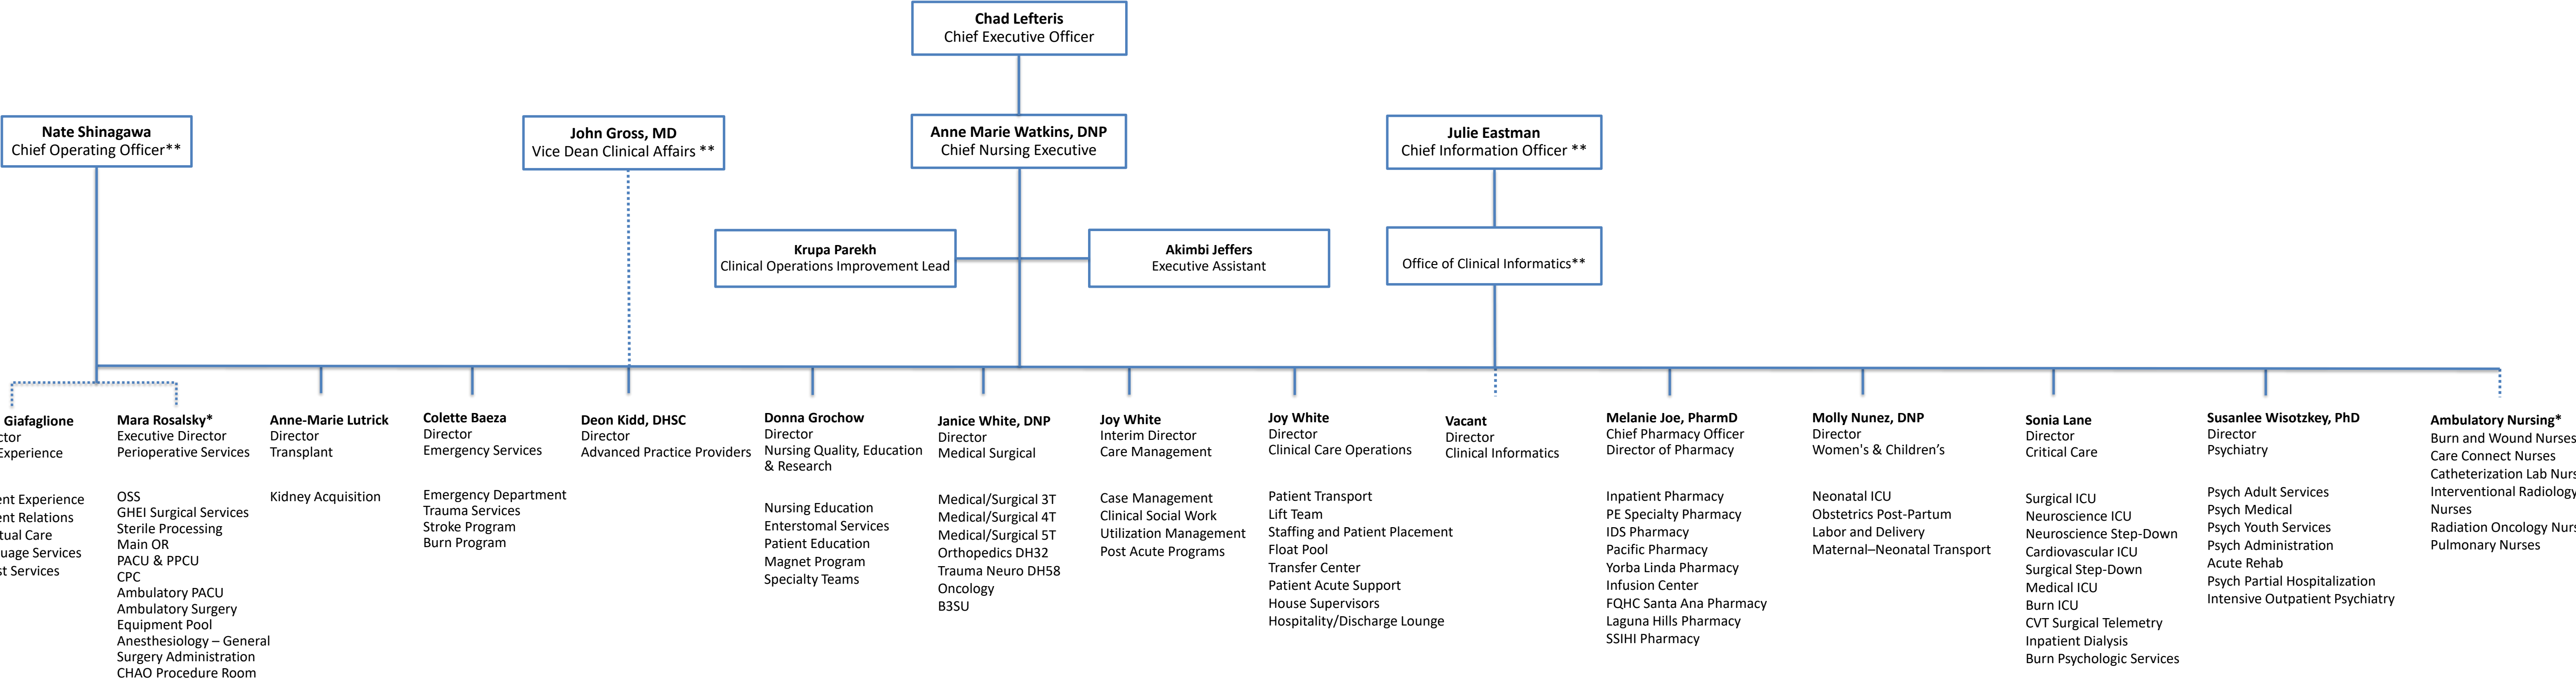 Chad Lefteris
Chief Executive Officer
Nate Shinagawa
Chief Operating Officer**
John Gross, MD
Vice Dean Clinical Affairs **
Anne Marie Watkins, DNP
Chief Nursing Executive
Julie Eastman
Chief Information Officer **
Krupa Parekh
Clinical Operations Improvement Lead
Akimbi Jeffers
Executive Assistant
Office of Clinical Informatics**
Giafaglione
Experience
Experience
Relations
Care
Services
Services
Mara Rosalsky*
Executive Director
Perioperative Services
OSS
GHEI Surgical Services
Sterile Processing
Main OR
PACU & PPCU
CPC
Ambulatory PACU
Ambulatory Surgery
Equipment Pool
Anesthesiology – General
Surgery Administration
CHAO Procedure Room
Anne-Marie Lutrick
Director
Transplant
Kidney Acquisition
Colette Baeza
Director
Emergency Services
Emergency Department
Trauma Services
Stroke Program
Burn Program
Deon Kidd, DHSC
Director
Advanced Practice Providers
Donna Grochow
Director
Nursing Quality, Education
& Research
Nursing Education
Enterstomal Services
Patient Education
Magnet Program
Specialty Teams
Janice White, DNP
Director
Medical Surgical
Medical/Surgical 3T
Medical/Surgical 4T
Medical/Surgical 5T
Orthopedics DH32
Trauma Neuro DH58
Oncology
B3SU
Joy White
Interim Director
Care Management
Case Management
Clinical Social Work
Utilization Management
Post Acute Programs
Joy White
Director
Clinical Care Operations
Patient Transport
Lift Team
Staffing and Patient Placement
Float Pool
Transfer Center
Patient Acute Support
House Supervisors
Hospitality/Discharge Lounge
Vacant
Director
Clinical Informatics
Melanie Joe, PharmD
Chief Pharmacy Officer
Director of Pharmacy
Inpatient Pharmacy
PE Specialty Pharmacy
IDS Pharmacy
Pacific Pharmacy
Yorba Linda Pharmacy
Infusion Center
FQHC Santa Ana Pharmacy
Laguna Hills Pharmacy
SSIHI Pharmacy
Molly Nunez, DNP
Director
Women's & Children’s
Neonatal ICU
Obstetrics Post-Partum
Labor and Delivery
Maternal–Neonatal Transport
Sonia Lane
Director
Critical Care
Surgical ICU
Neuroscience ICU
Neuroscience Step-Down
Cardiovascular ICU
Surgical Step-Down
Medical ICU
Burn ICU
CVT Surgical Telemetry
Inpatient Dialysis
Burn Psychologic Services
Susanlee Wisotzkey, PhD
Director
Psychiatry
Psych Adult Services
Psych Medical
Psych Youth Services
Psych Administration
Acute Rehab
Psych Partial Hospitalization
Intensive Outpatient Psychiatry
Ambulatory Nursing*
Burn and Wound Nurses
Care Connect Nurses
Catheterization Lab
Interventional Radiology
Nurses
Radiation Oncology
Pulmonary Nurses